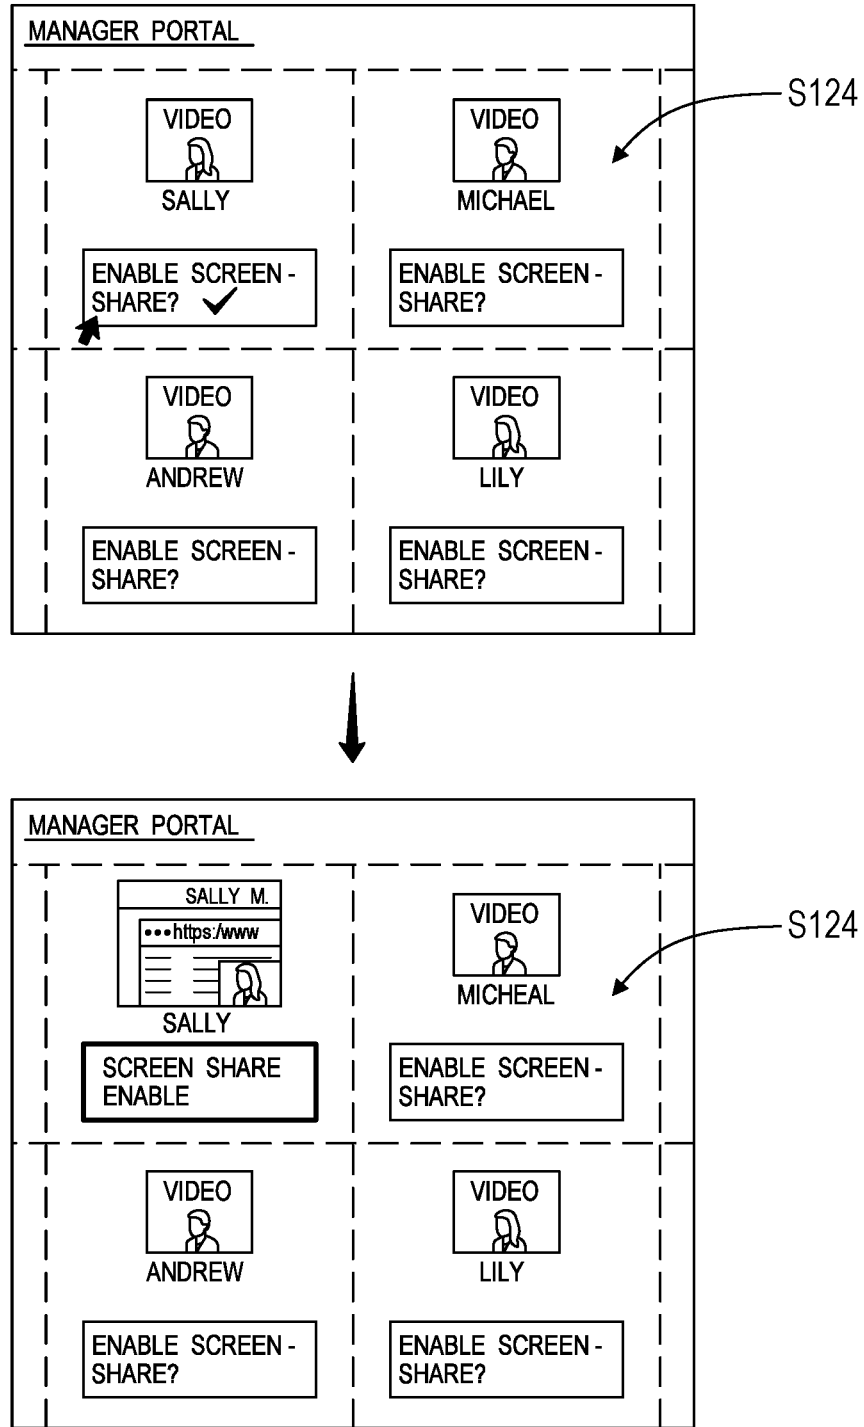 MANAGER PORTAL
S124
VIDEO VIDEO
SALLY MICHAEL
ENABLE SCREEN- ENABLE SCREEN-
SHARE? ✓ SHARE?
VIDEO VIDEO
ANDREW LILY
ENABLE SCREEN- ENABLE SCREEN-
SHARE? SHARE?
MANAGER PORTAL
SALLY M.
•••https:/www
VIDEO
S124
MICHEAL
SALLY
SCREEN SHARE ENABLE SCREEN-
ENABLE SHARE?
VIDEO VIDEO
ANDREW LILY
ENABLE SCREEN- ENABLE SCREEN-
SHARE? SHARE?